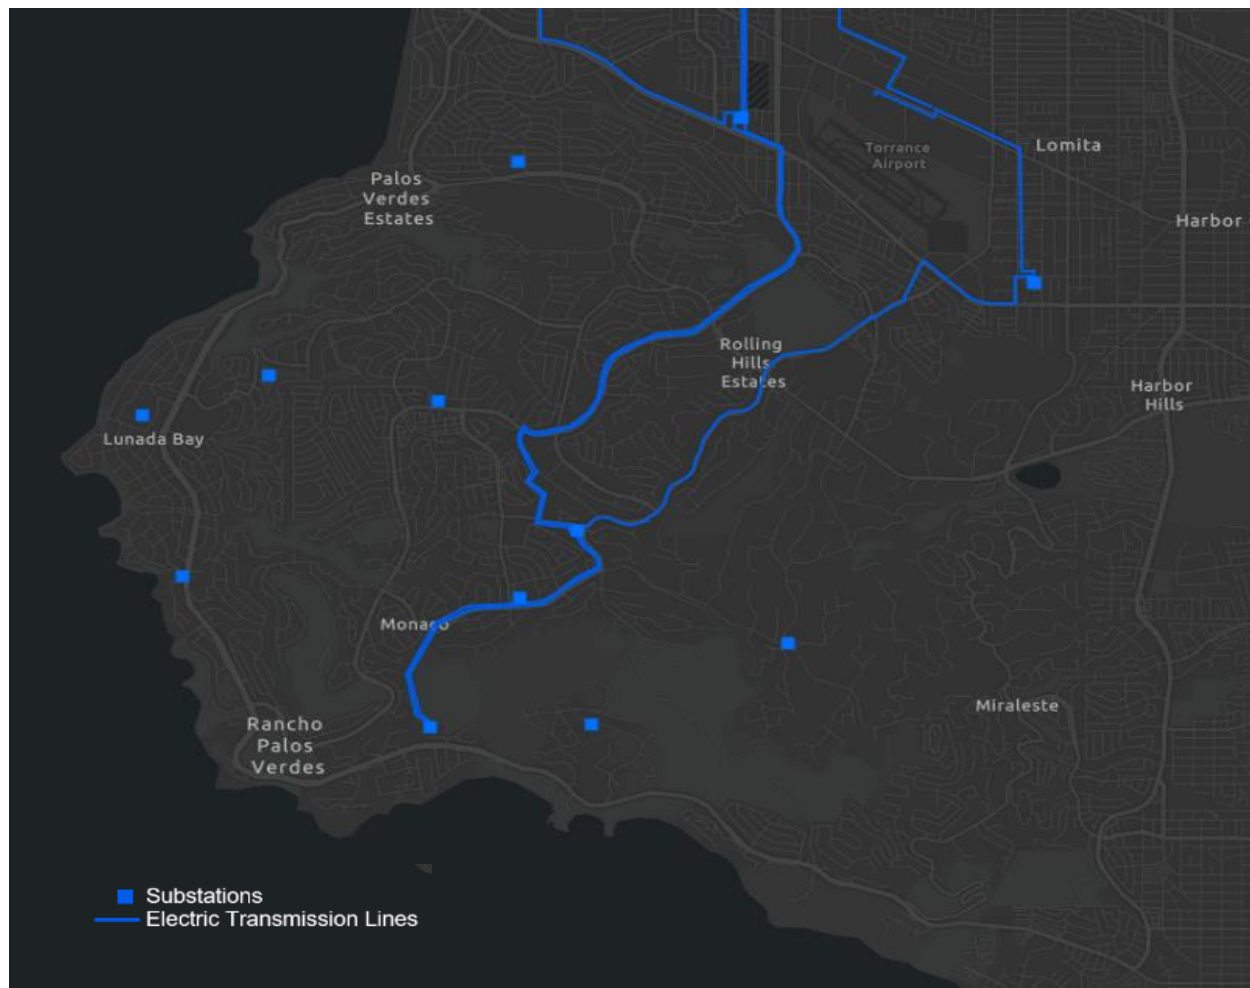 Torrance
Airport
Lomita
Palos
Verdes
Estates
Harbor
Rolling
Hills
Estates
Harbor
Hills
Lunada Bay
Monaco
Miraleste
Rancho
Palos
Verdes
Substations
Electric Transmission Lines